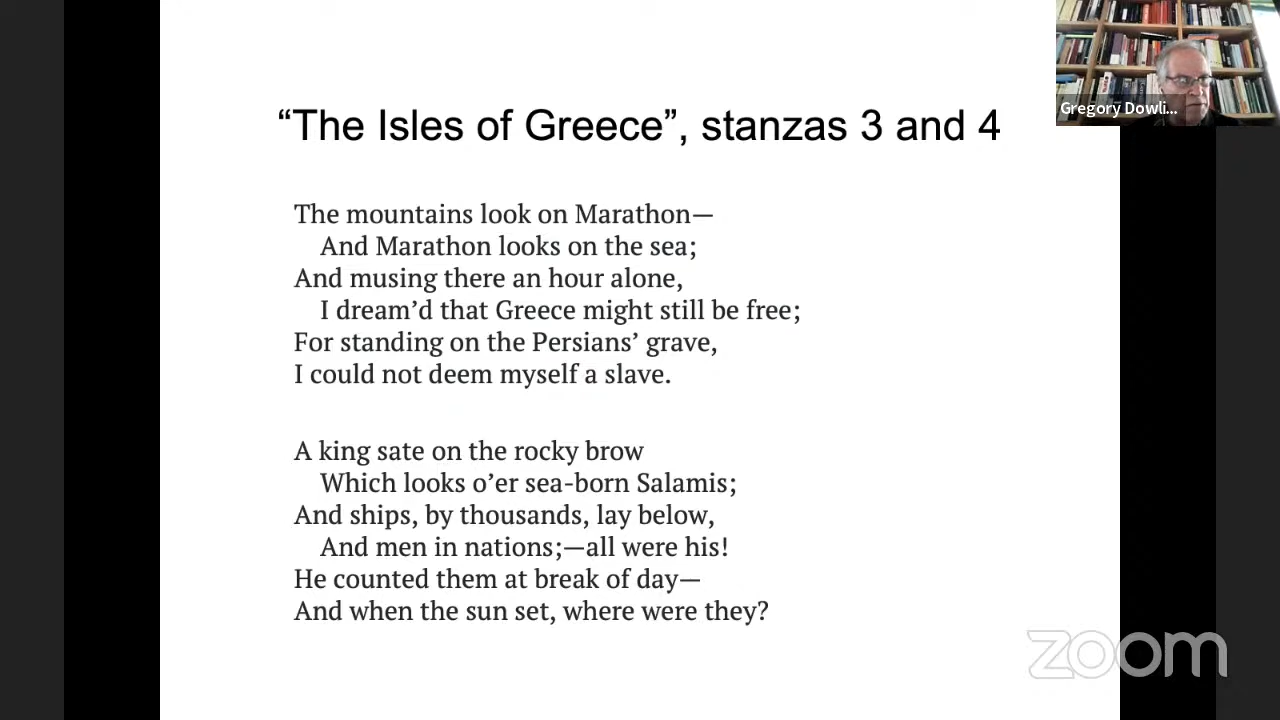 Gregory Dowli...
“The Isles of Greece”, stanzas 3 and 4
The mountains look on Marathon—
And Marathon looks on the sea;
And musing there an hour alone,
I dream’d that Greece might still be free;
For standing on the Persians’ grave,
I could not deem myself a slave.
A king sate on the rocky brow
Which looks o’er sea-born Salamis;
And ships, by thousands, lay below,
And men in nations;—all were his!
He counted them at break of day—
And when the sun set, where were they?
zoom